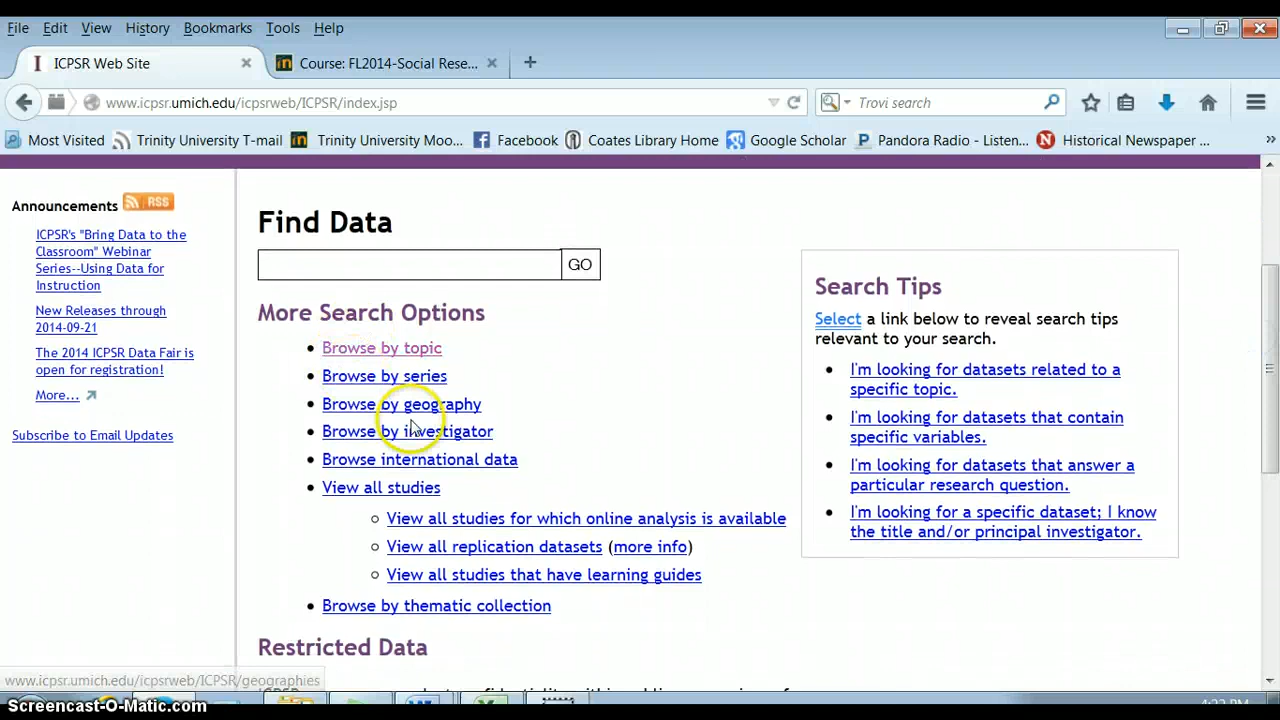 File Edit View History Bookmarks Tools Help
ICPSR Web Site
Course: FL2014-Social Rese...
www.icpsr.umich.edu/icpsrweb/ICPSR/index.jsp
Trovi search
Most Visited
Trinity University T-mail
Trinity University Moo...
Facebook
Coates Library Home
Google Scholar
Pandora Radio - Listen...
Historical Newspaper ...
Announcements RSS
ICPSR's "Bring Data to the
Classroom" Webinar
Series--Using Data for
Instruction
New Releases through
2014-09-21
The 2014 ICPSR Data Fair is
open for registration!
More...
Subscribe to Email Updates
Find Data
GO
More Search Options
Browse by topic
Browse by series
Browse by geography
Browse by investigator
Browse international data
View all studies
View all studies for which online analysis is available
View all replication datasets (more info)
View all studies that have learning guides
Browse by thematic collection
Restricted Data
Search Tips
Select a link below to reveal search tips
relevant to your search.
I'm looking for datasets related to a
specific topic.
I'm looking for datasets that contain
specific variables.
I'm looking for datasets that answer a
particular research question.
I'm looking for a specific dataset; I know
the title and/or principal investigator.
www.icpsr.umich.edu/icpsrweb/ICPSR/geographies
Screencast-O-Matic.com